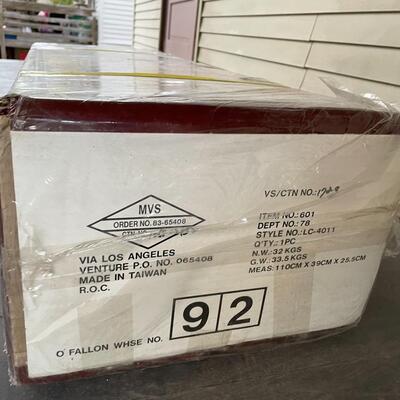 VS/CTN NO.:
MVS
ORDER NO. 83-65408
CTN NO.
VIA LOS ANGELES
VENTURE P.O. NO. 065408
MADE IN TAIWAN
R.O.C.
ITEM NO.: 601
DEPT NO.: 78
STYLE NO.: LC-4011
Q'TY.: 1PC
N.W.: 32 KGS
G.W.: 33.5 KGS
MEAS: 110CM X 39CM X 25.5CM
O FALLON WHSE NO.
92